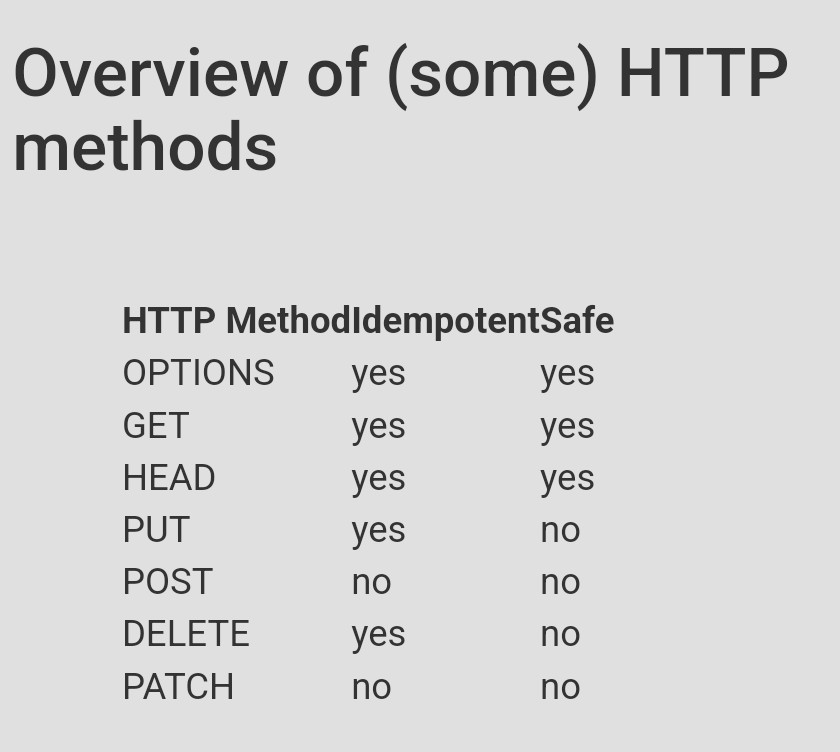 Overview of (some) HTTP
methods
HTTP Method Idempotent Safe
OPTIONS yes yes
GET yes yes
HEAD yes yes
PUT yes no
POST no no
DELETE yes no
PATCH no no